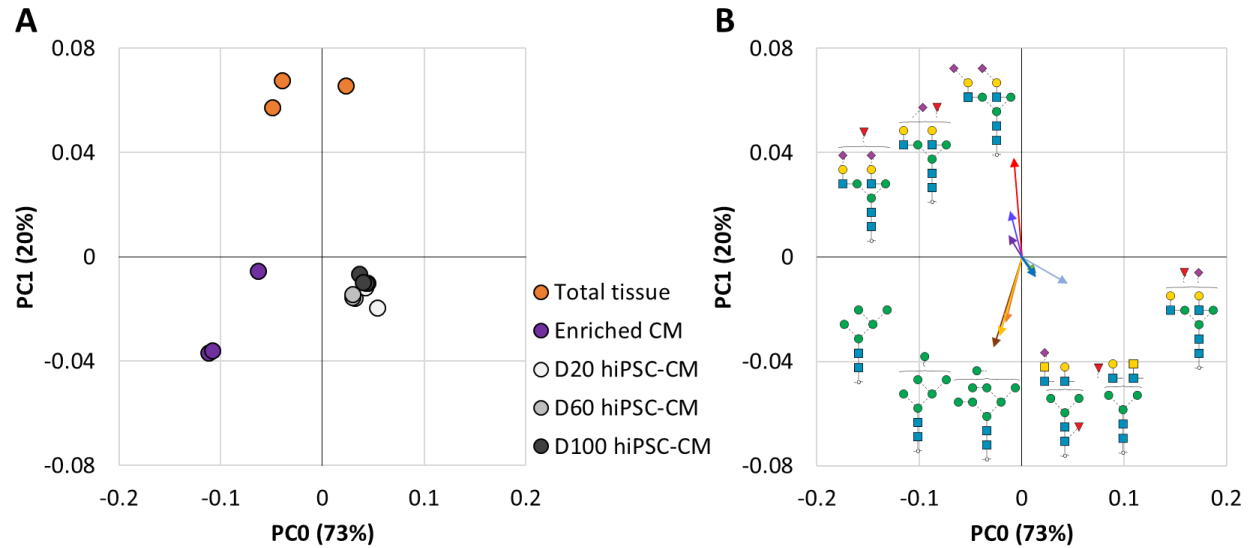 A
0.08
0.04
0
-0.04
-0.08
-0.2
-0.1
0
0.1
0.2
PC1 (20%)
PC0 (73%)
Total tissue
Enriched CM
D20 hiPSC-CM
D60 hiPSC-CM
D100 hiPSC-CM
B
0.08
0.04
0
-0.04
-0.08
-0.2
-0.1
0
0.1
0.2
PC1 (20%)
PC0 (73%)